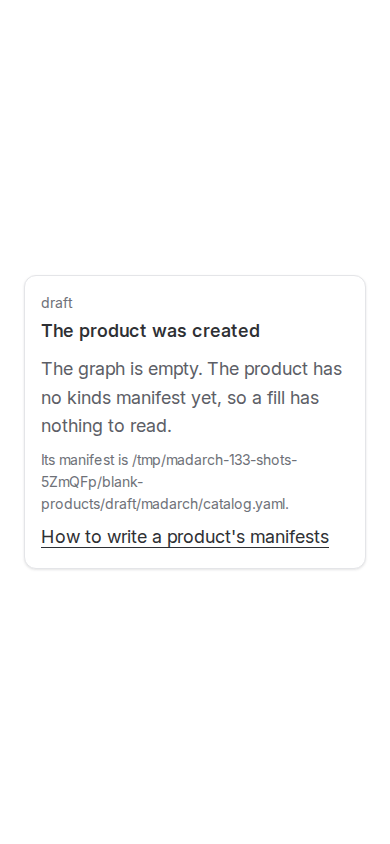 draft
The product was created
The graph is empty. The product has
no kinds manifest yet, so a fill has
nothing to read.
Its manifest is /tmp/madarch-133-shots-
5ZmQFp/blank-
products/draft/madarch/catalog.yaml.
How to write a product's manifests